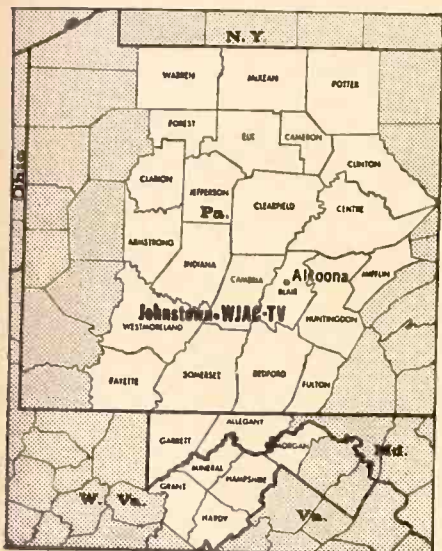 N. Y.
WARREN
McKEAN
POTTER
FOREST
ELK
CAMERON
Ohio
CLINTON
CLARION
JEFFERSON
Pa.
CLEARFIELD
CENTRE
ARMSTRONG
INDIANA
CAMBRIA
Altoona
BLAIR
MIFFLIN
Johnstown-WJAC-TV
WESTMORELAND
HUNTINGDON
FAYETTE
SOMERSET
BEDFORD
FULTON
ALLEGANY
GARRETT
MORGAN
Md.
MINERAL
HAMPSHIRE
GRANT
W. Va.
Va.
HARDY